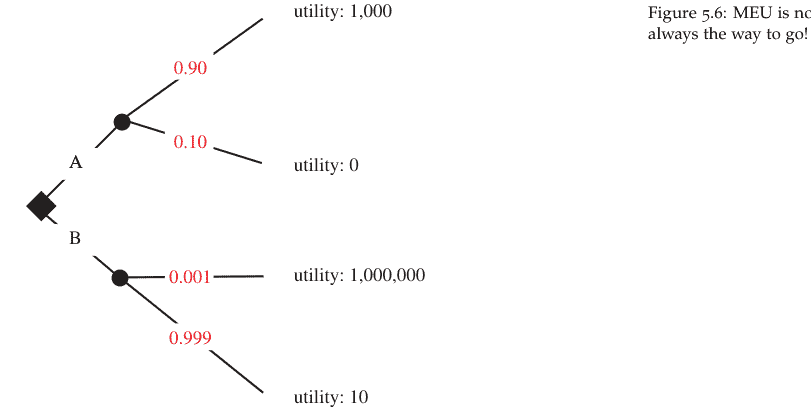 utility: 1,000
Figure 5.6: MEU is no
always the way to go!
0.90
0.10
A
utility: 0
B
0.001
utility: 1,000,000
0.999
utility: 10